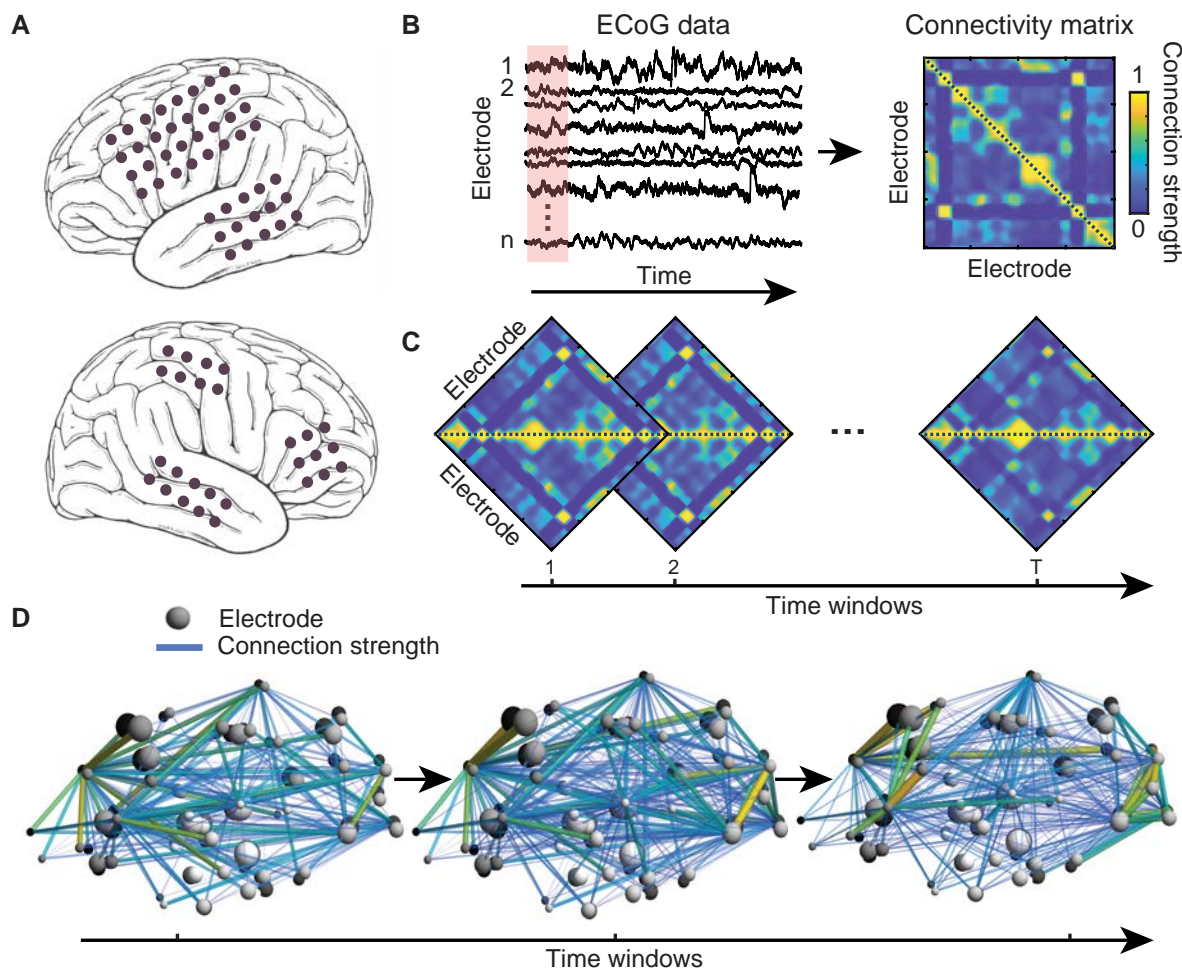 A
B
ECoG data
Connectivity matrix
1
2
n
Electrode
Time
Electrode
Electrode
1
0
Connection strength
C
Electrode
Electrode
...
1
2
T
Time windows
D
Electrode
Connection strength
Time windows